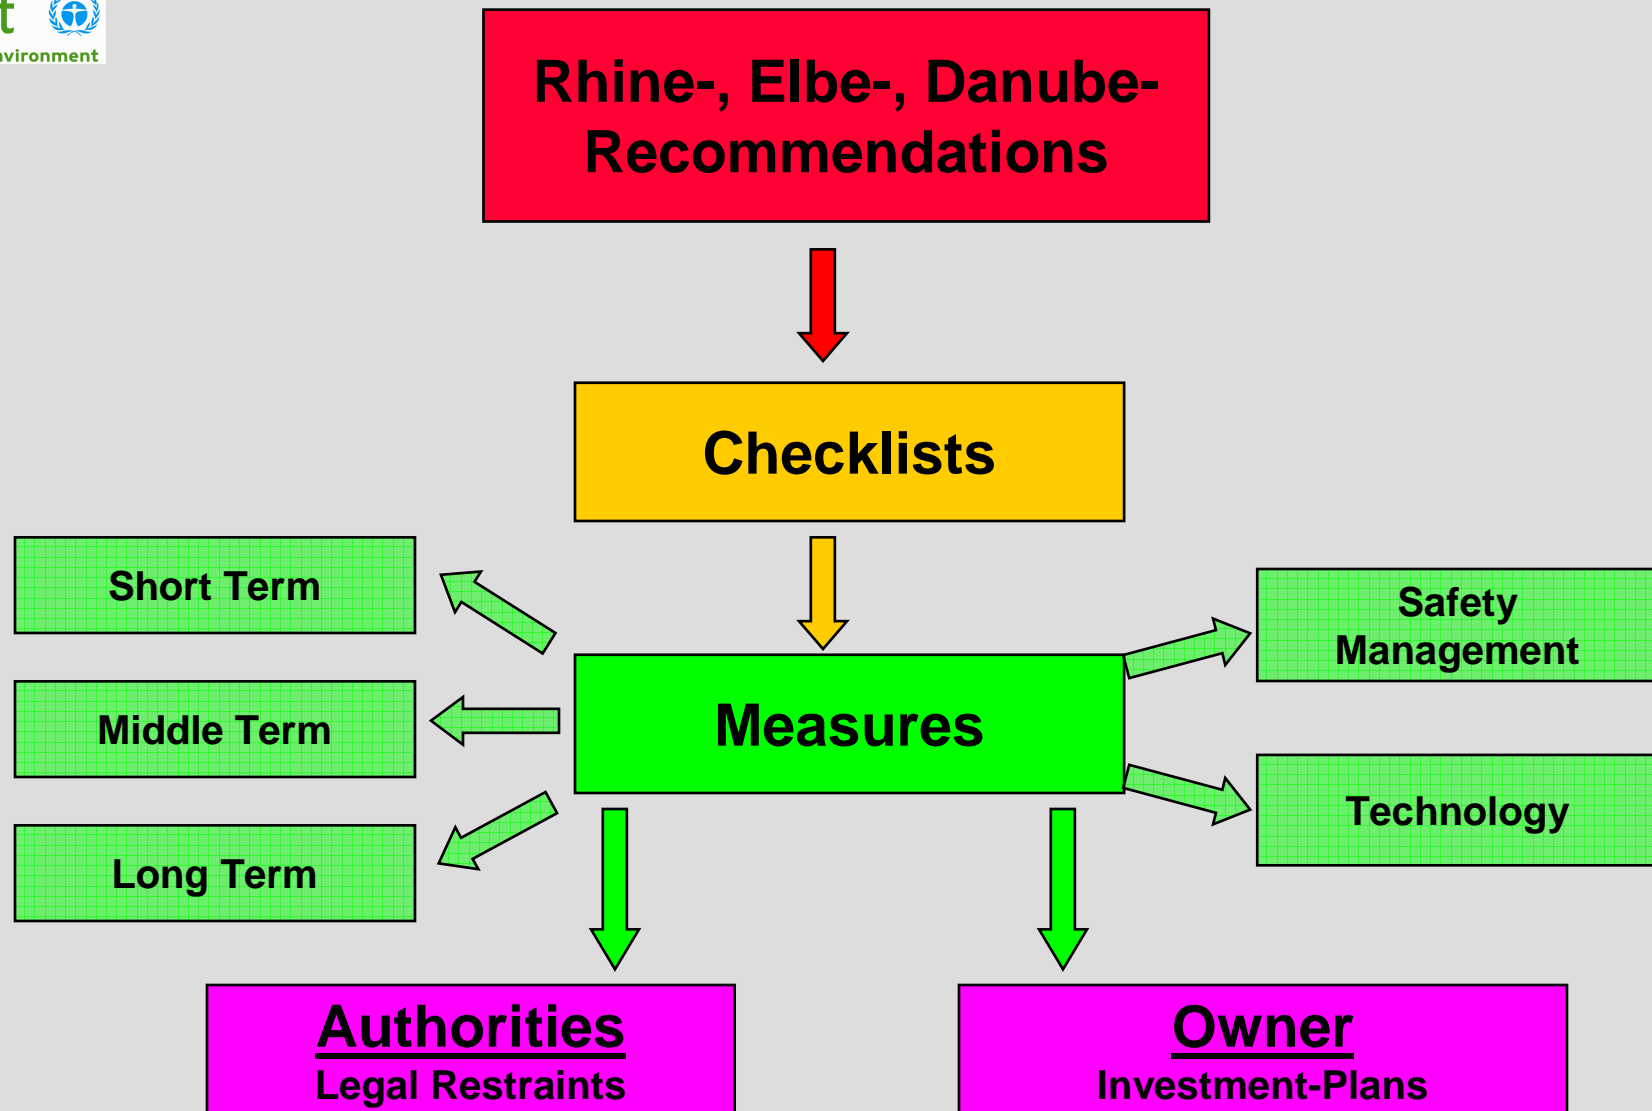 t
nvironment
Rhine-, Elbe-, Danube-
Recommendations
Checklists
Short Term
Middle Term
Long Term
Measures
Safety
Management
Technology
Authorities
Legal Restraints
Owner
Investment-Plans